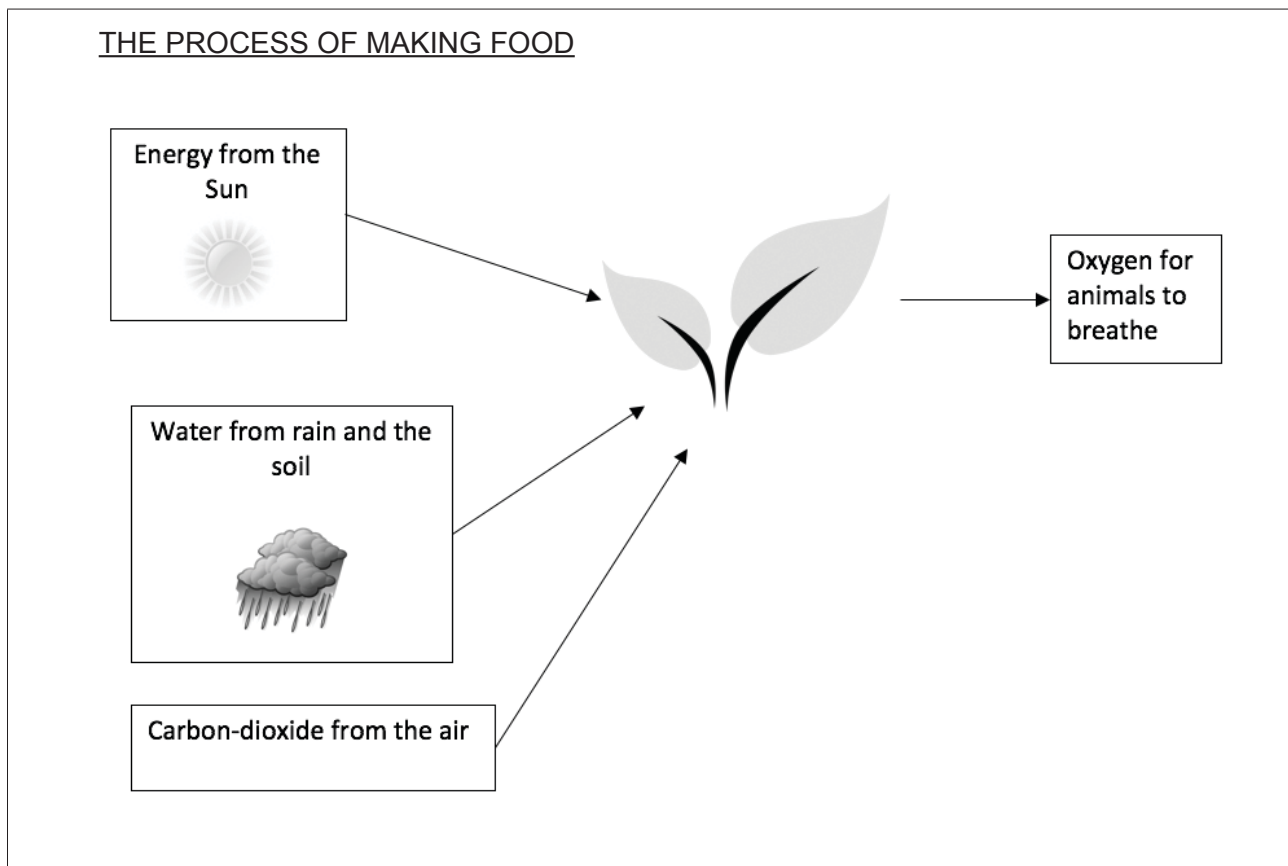 THE PROCESS OF MAKING FOOD
Energy from the
Sun
Oxygen for
animals to
breathe
Water from rain and the
soil
Carbon-dioxide from the air